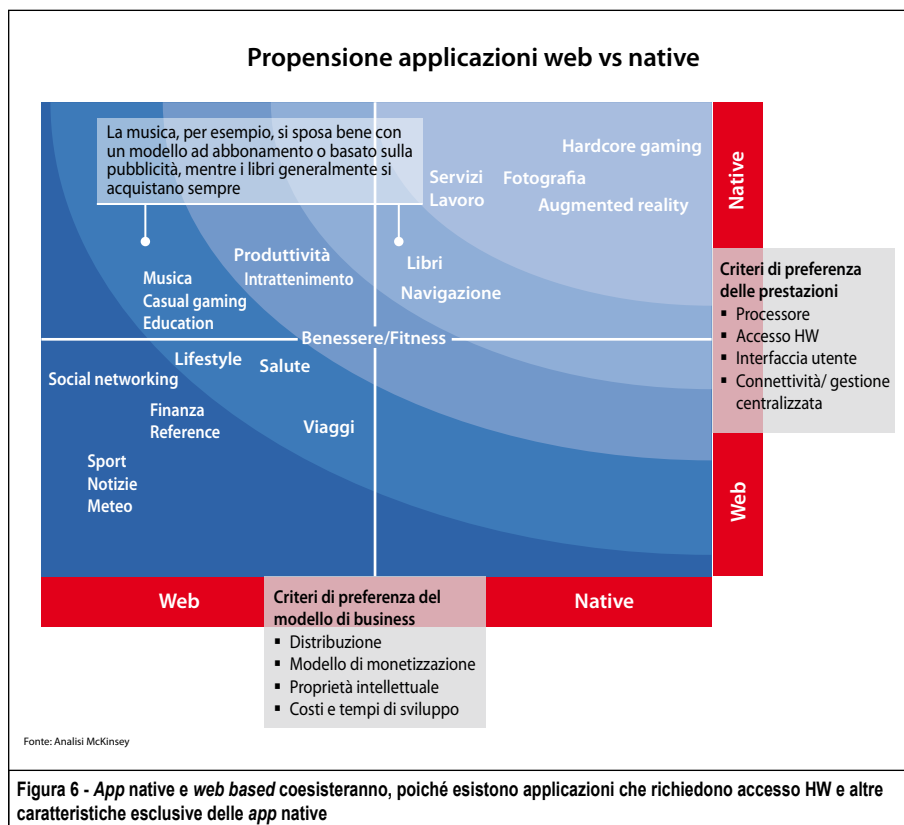 Propensione applicazioni web vs native
La musica, per esempio, si sposa bene con
un modello ad abbonamento o basato sulla
pubblicità, mentre i libri generalmente si
acquistano sempre
Hardcore gaming
Servizi
Lavoro
Fotografia
Augmented reality
Produttività
Intrattenimento
Libri
Navigazione
Musica
Casual gaming
Education
Benessere/Fitness
Lifestyle
Salute
Social networking
Finanza
Reference
Viaggi
Sport
Notizie
Meteo
Native
Criteri di preferenza
delle prestazioni
▪ Processore
▪ Accesso HW
▪ Interfaccia utente
▪ Connettività/ gestione
centralizzata
Web
Web
Criteri di preferenza del
modello di business
▪ Distribuzione
▪ Modello di monetizzazione
▪ Proprietà intellettuale
▪ Costi e tempi di sviluppo
Native
Fonte: Analisi McKinsey
Figura 6 - App native e web based coesisteranno, poiché esistono applicazioni che richiedono accesso HW e altre
caratteristiche esclusive delle app native